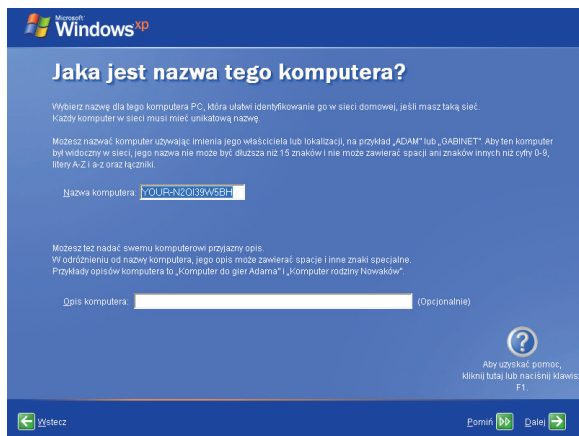 Microsoft
Windows xp
Jaka jest nazwa tego komputera?
Wybierz nazwę dla tego komputera PC, która ułatwi identyfikowanie go w sieci domowej, jeśli masz taką sieć.
Każdy komputer w sieci musi mieć unikatową nazwę.
Możesz nazwać komputer używając imienia jego właściciela lub lokalizacji, na przykład „ADAM” lub „GABINET”. Aby ten komputer
był widoczny w sieci, jego nazwa nie może być dłuższa niż 15 znaków i nie może zawierać spacji ani znaków innych niż cyfry 0-9,
litery A-Z i a-z oraz łączniki.
Nazwa komputera: YOUR-N2QI39W5BH
Możesz też nadać swemu komputerowi przyjazny opis.
W odróżnieniu od nazwy komputera, jego opis może zawierać spacje i inne znaki specjalne.
Przykłady opisów komputera to „Komputer do gier Adama” i „Komputer rodziny Nowaków”.
Opis komputera: (Opcjonalnie)
Aby uzyskać pomoc,
kliknij tutaj lub naciśnij klawisz
F1.
Wstecz Pomiń Dalej